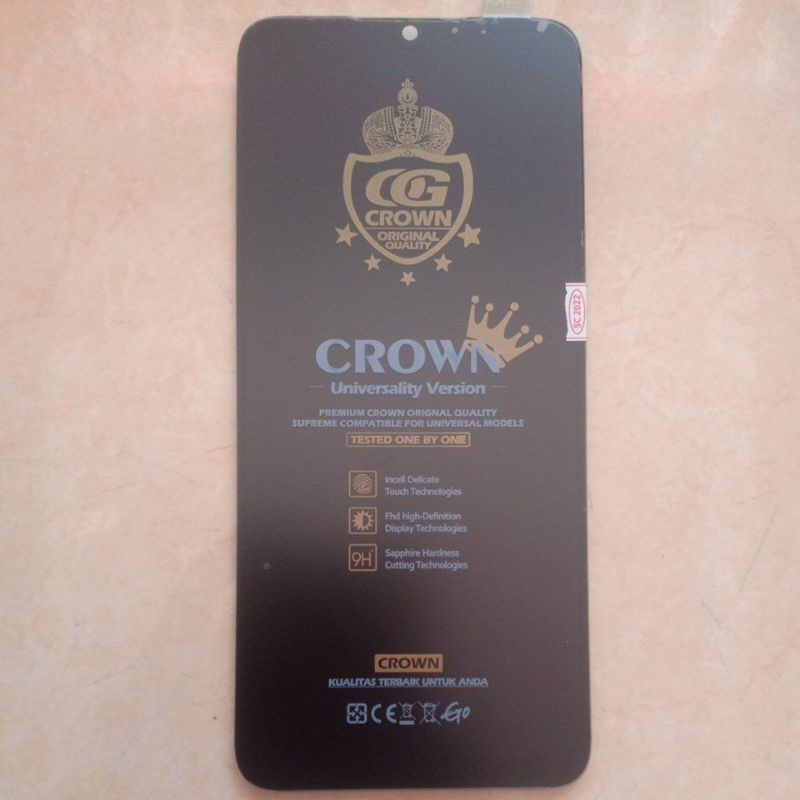 OG
CROWN
ORIGINAL
QUALITY
SC 2022
CROWN
Universality Version
PREMIUM CROWN ORIGNAL QUALITY
SUPREME COMPATIBLE FOR UNIVERSAL MODELS
TESTED ONE BY ONE
Incell Delicate
Touch Technologies
Fhd high-Definition
Display Technologies
9H
Sapphire Hardness
Cutting Technologies
CROWN
KUALITAS TERBAIK UNTUK ANDA
CE